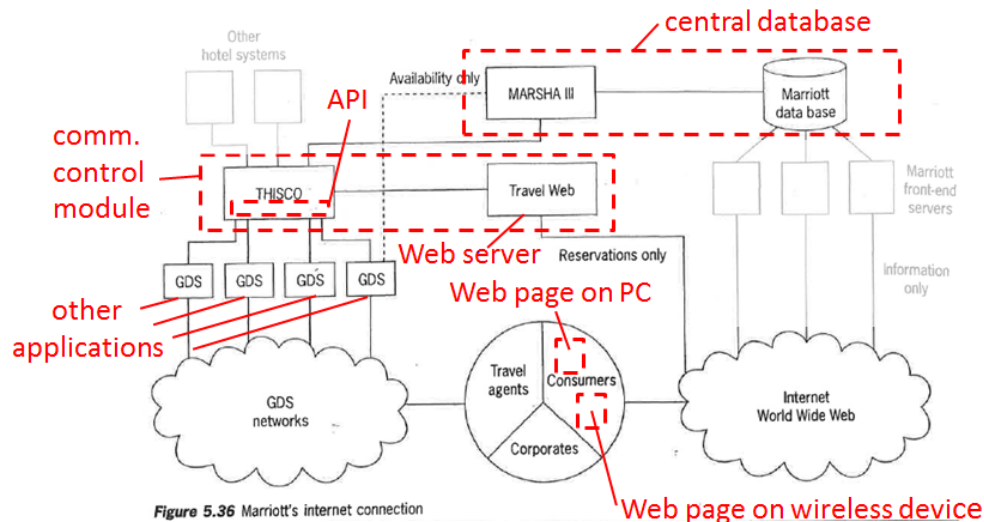 central database
Other
hotel systems
Availability only
MARSHA III
Marriott
data base
API
comm.
control
module
THISCO
Travel Web
Marriott
front-end
servers
Web server
Reservations only
GDS
GDS
GDS
GDS
Web page on PC
Information
only
other
applications
Travel
agents
Consumers
Corporates
GDS
networks
Internet
World Wide Web
Web page on wireless device
Figure 5.36 Marriott's internet connection